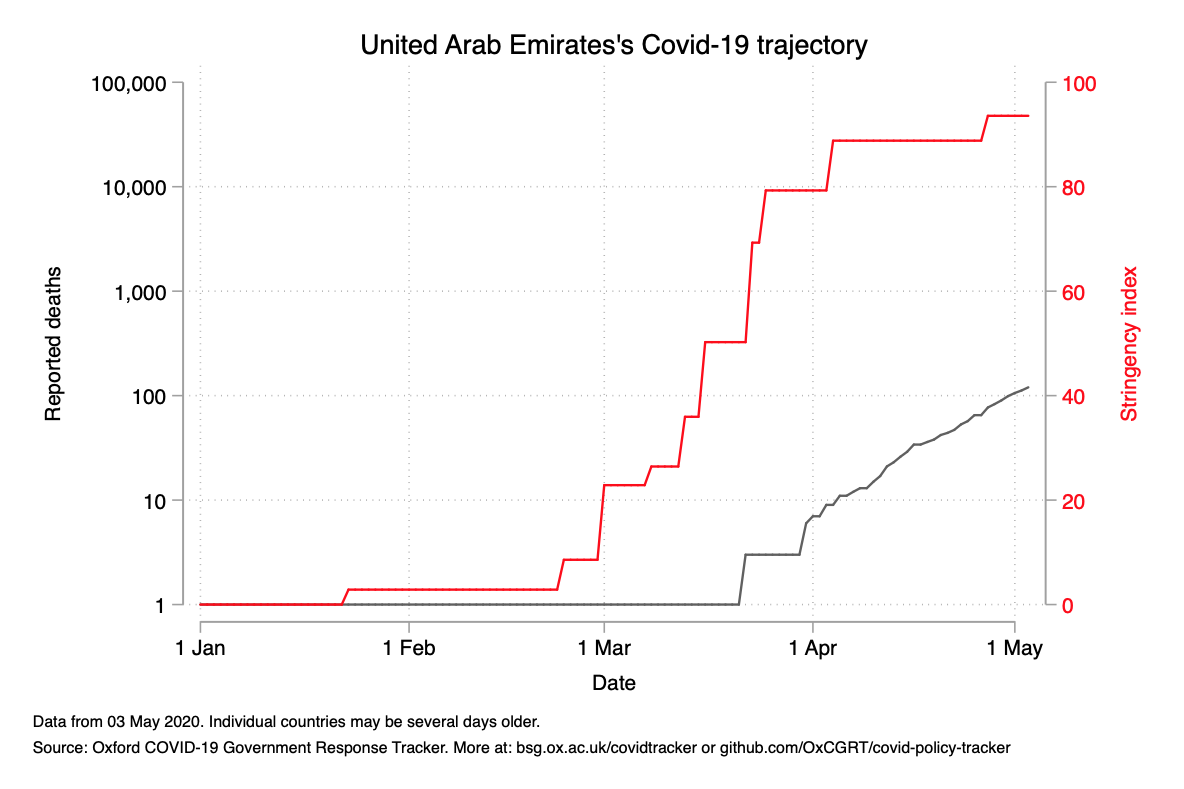 United Arab Emirates's Covid-19 trajectory
100,000
10,000
1,000
100
10
1
Reported deaths
100
80
60
40
20
0
Stringency index
1 Jan
1 Feb
1 Mar
1 Apr
1 May
Date
Data from 03 May 2020. Individual countries may be several days older.
Source: Oxford COVID-19 Government Response Tracker. More at: bsg.ox.ac.uk/covidtracker or github.com/OxCGRT/covid-policy-tracker